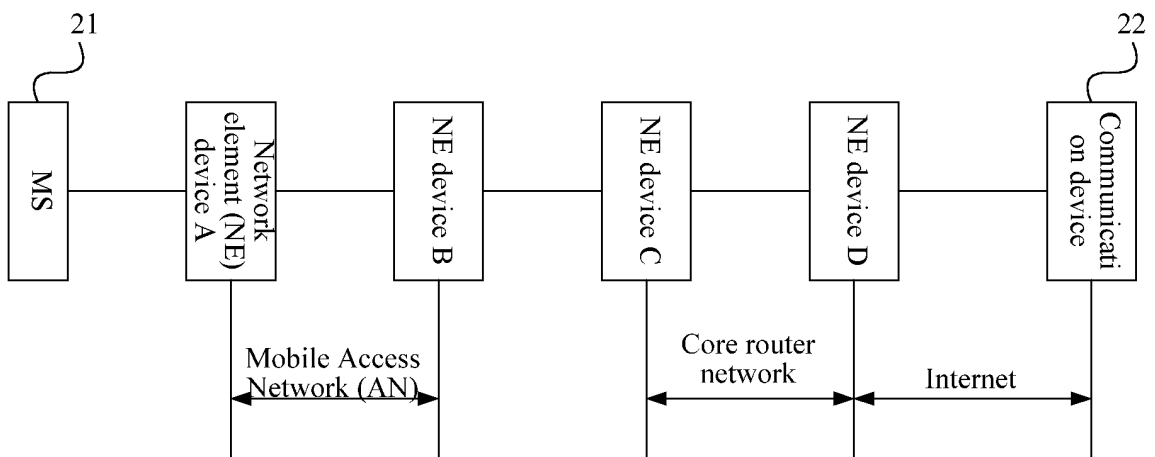 21
22
MS
Network
element (NE)
device A
NE device B
NE device C
NE device D
Communicati
on device
Mobile Access
Network (AN)
Core router
network
Internet